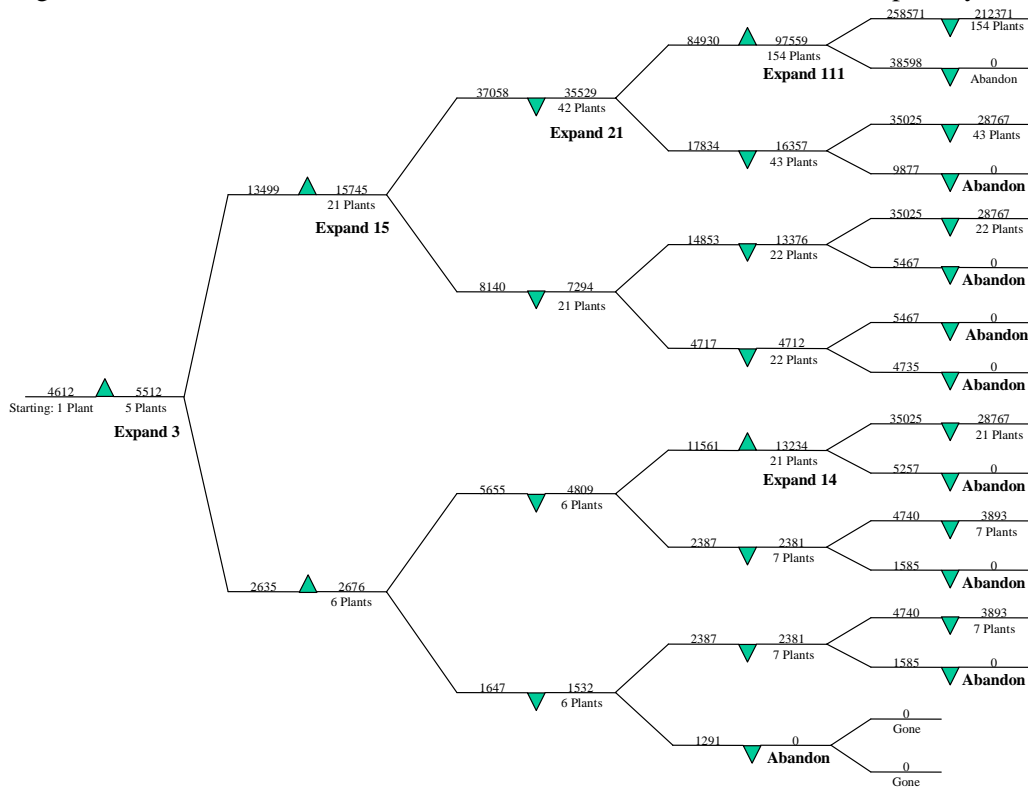 258571 212371
154 Plants
84930 97559
154 Plants
Expand 111
38598 0
Abandon
37058 35529
42 Plants
Expand 21
35025 28767
43 Plants
17834 16357
43 Plants
9877 0
Abandon
13499 15745
21 Plants
Expand 15
35025 28767
22 Plants
14853 13376
22 Plants
5467 0
Abandon
8140 7294
21 Plants
5467 0
Abandon
4717 4712
22 Plants
4735 0
Abandon
4612 5512
Starting: 1 Plant 5 Plants
Expand 3
35025 28767
21 Plants
11561 13234
21 Plants
Expand 14
5257 0
Abandon
5655 4809
6 Plants
4740 3893
7 Plants
2387 2381
7 Plants
1585 0
Abandon
2635 2676
6 Plants
4740 3893
7 Plants
2387 2381
7 Plants
1585 0
Abandon
1647 1532
6 Plants
0
Gone
1291 0
Abandon
0
Gone